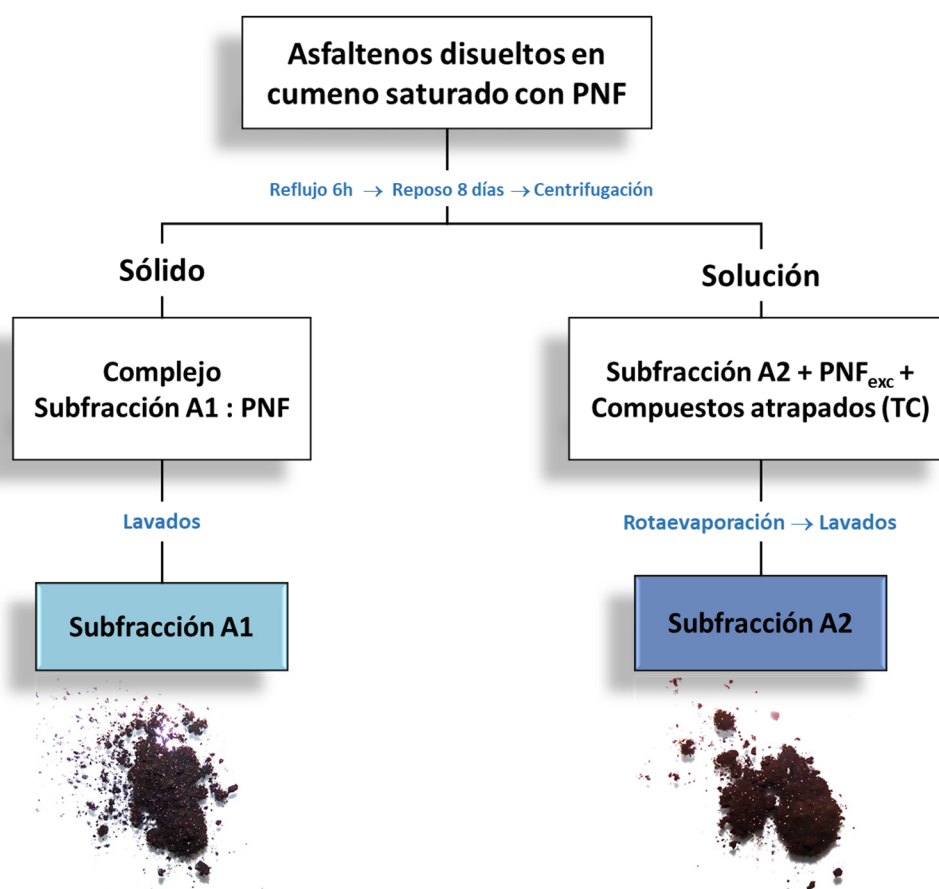 Asfaltenos disueltos en
cumeno saturado con PNF
Reflujo 6h → Reposo 8 días → Centrifugación
Sólido
Solución
Complejo
Subfracción A1 : PNF
Subfracción A2 + PNFexc +
Compuestos atrapados (TC)
Lavados
Rotaevaporación → Lavados
Subfracción A1
Subfracción A2